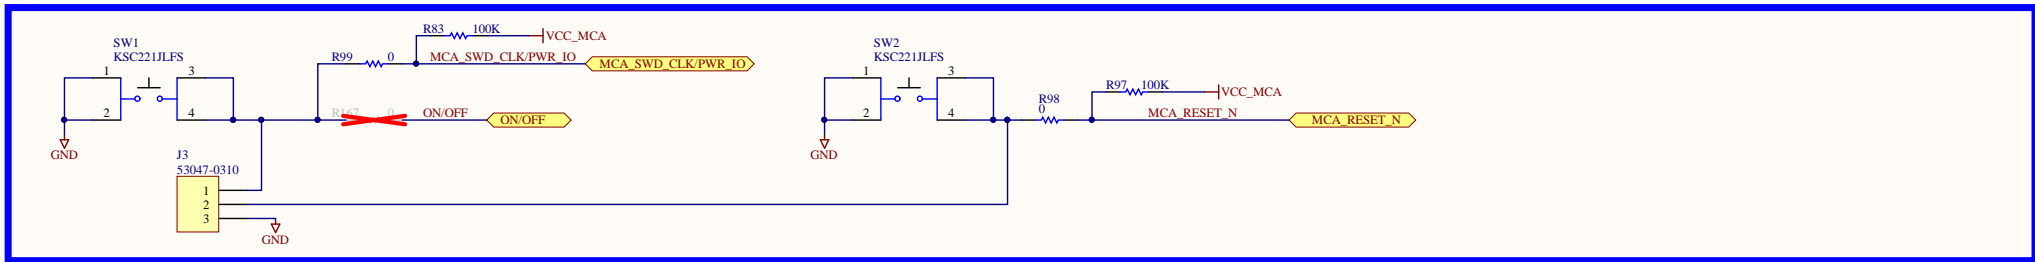 R83 100K
VCC_MCA
SW1
KSC221JLFS
R99 0
MCA_SWD_CLK/PWR_IO
MCA_SWD_CLK/PWR_IO
1
2
3
4
R167 0
ON/OFF
ON/OFF
GND
J3
53047-0310
1
2
3
GND
SW2
KSC221JLFS
1
2
3
4
GND
R98
0
R97 100K
VCC_MCA
MCA_RESET_N
MCA_RESET_N